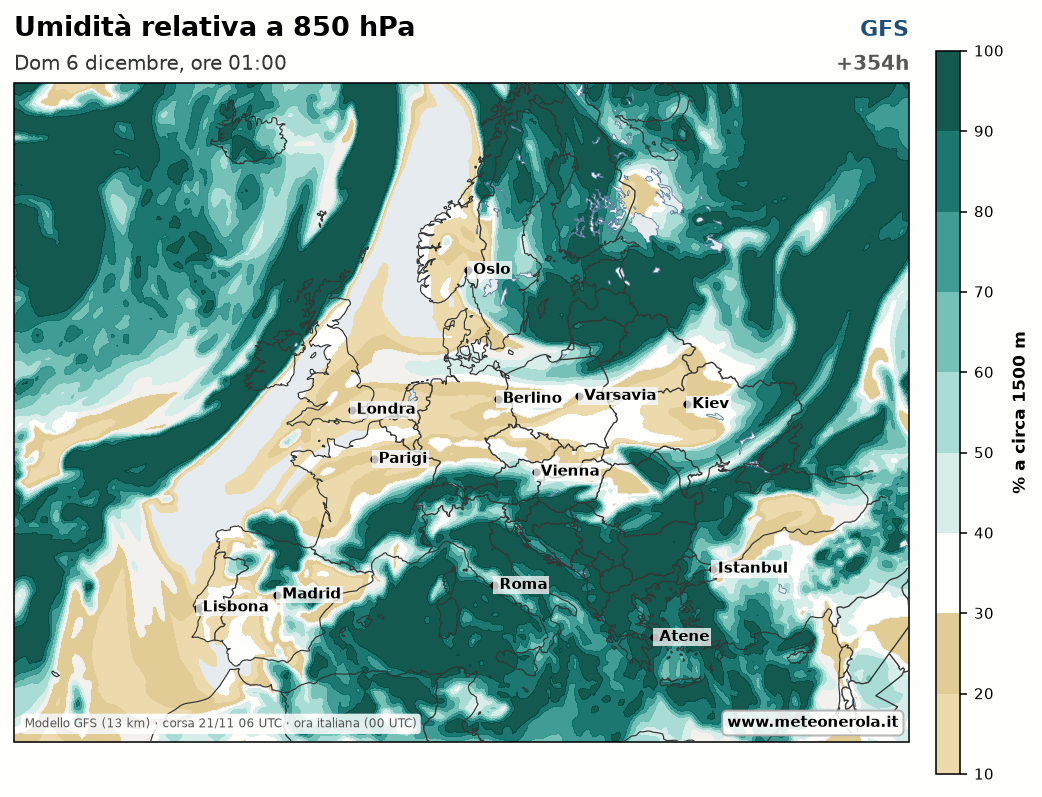 Umidità relativa a 850 hPa
GFS
Dom 6 dicembre, ore 01:00
+354h
100
90
80
70
60
50
40
30
20
10
% a circa 1500 m
Oslo
Berlino
Varsavia
Kiev
Londra
Parigi
Vienna
Istanbul
Roma
Madrid
Lisbona
Atene
Modello GFS (13 km) · corsa 21/11 06 UTC · ora italiana (00 UTC)
www.meteonerola.it